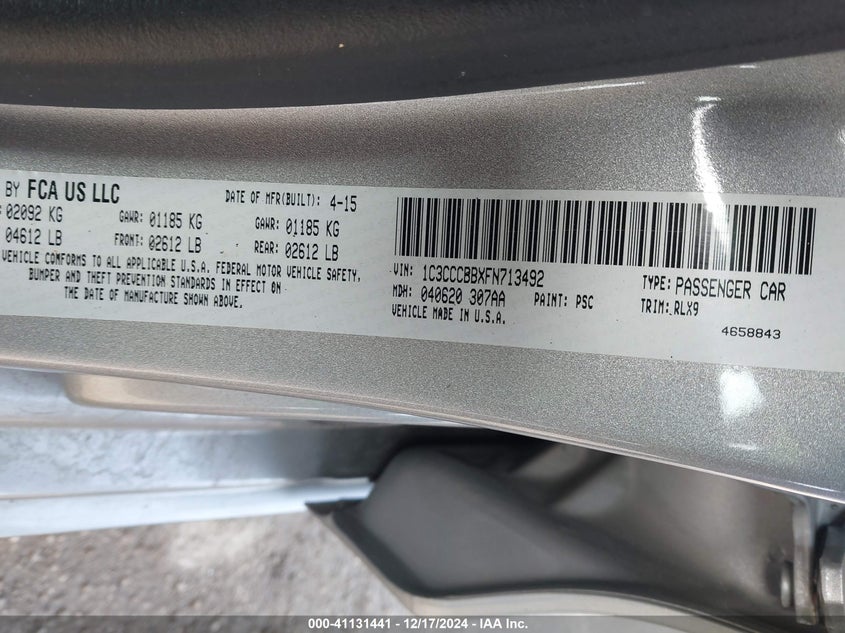 BY FCA US LLC
DATE OF MFR(BUILT): 4-15
02092 KG GAWR: 01185 KG GAWR: 01185 KG
04612 LB FRONT: 02612 LB REAR: 02612 LB
VEHICLE CONFORMS TO ALL APPLICABLE U.S.A. FEDERAL MOTOR VEHICLE SAFETY,
BUMPER AND THEFT PREVENTION STANDARDS IN EFFECT ON
THE DATE OF MANUFACTURE SHOWN ABOVE.
VIN: 1C3CCCBBXFN713492
TYPE: PASSENGER CAR
MDH: 040620 307AA PAINT: PSC
TRIM: RLX9
VEHICLE MADE IN U.S.A.
4658843
000-41131441 - 12/17/2024 - IAA Inc.